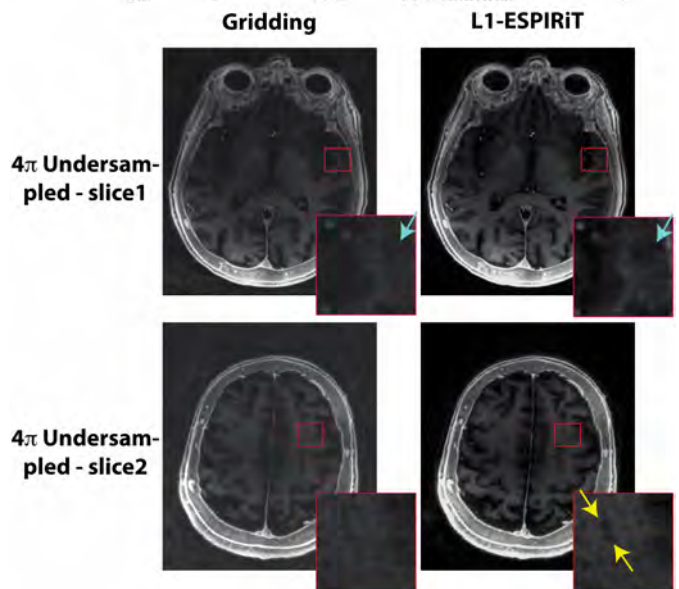 Gridding
L1-ESPIRiT
4π Undersam-
pled - slice1
4π Undersam-
pled - slice2